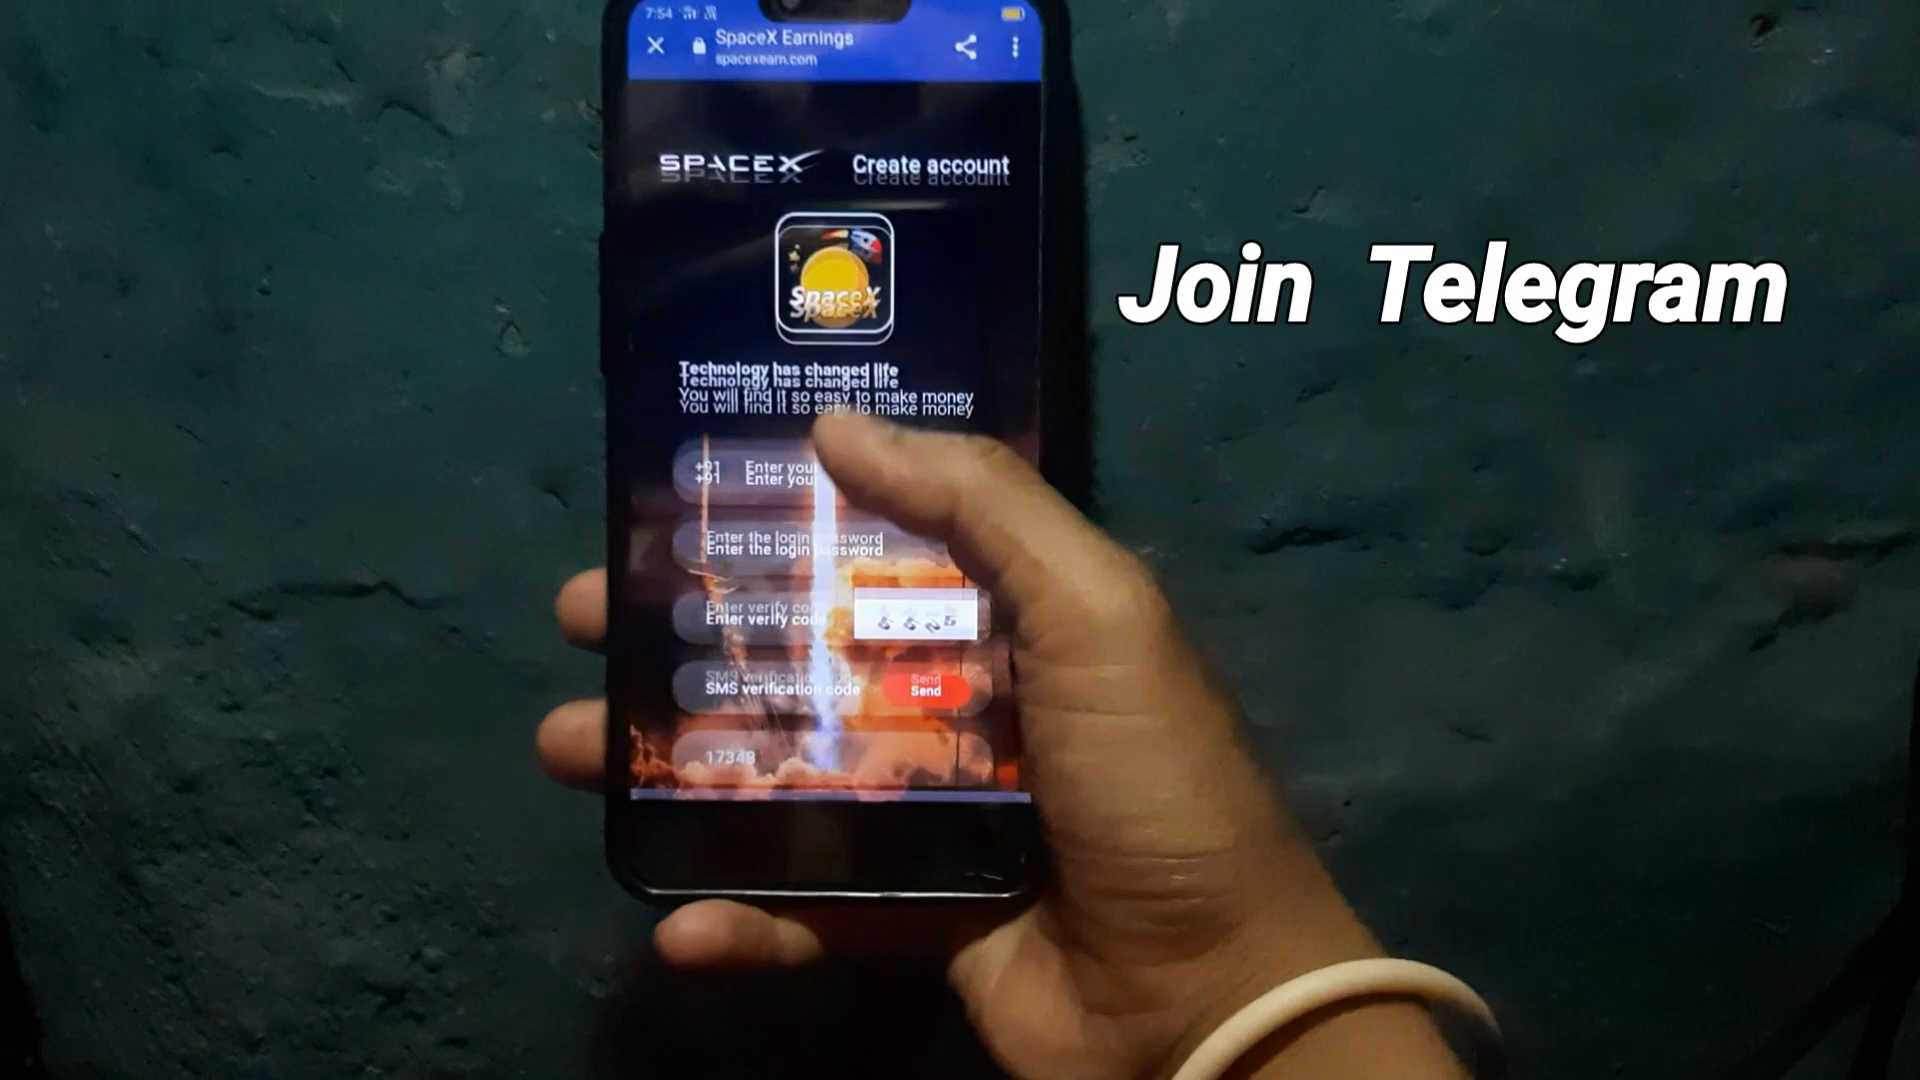 7:54
SpaceX Earnings
spacexearn.com
SPACEX Create account
SpaceX
Join Telegram
Technology has changed life
You will find it so easy to make money
+91 Enter you
Enter the login password
Enter verify code
SMS verification code Send
17348